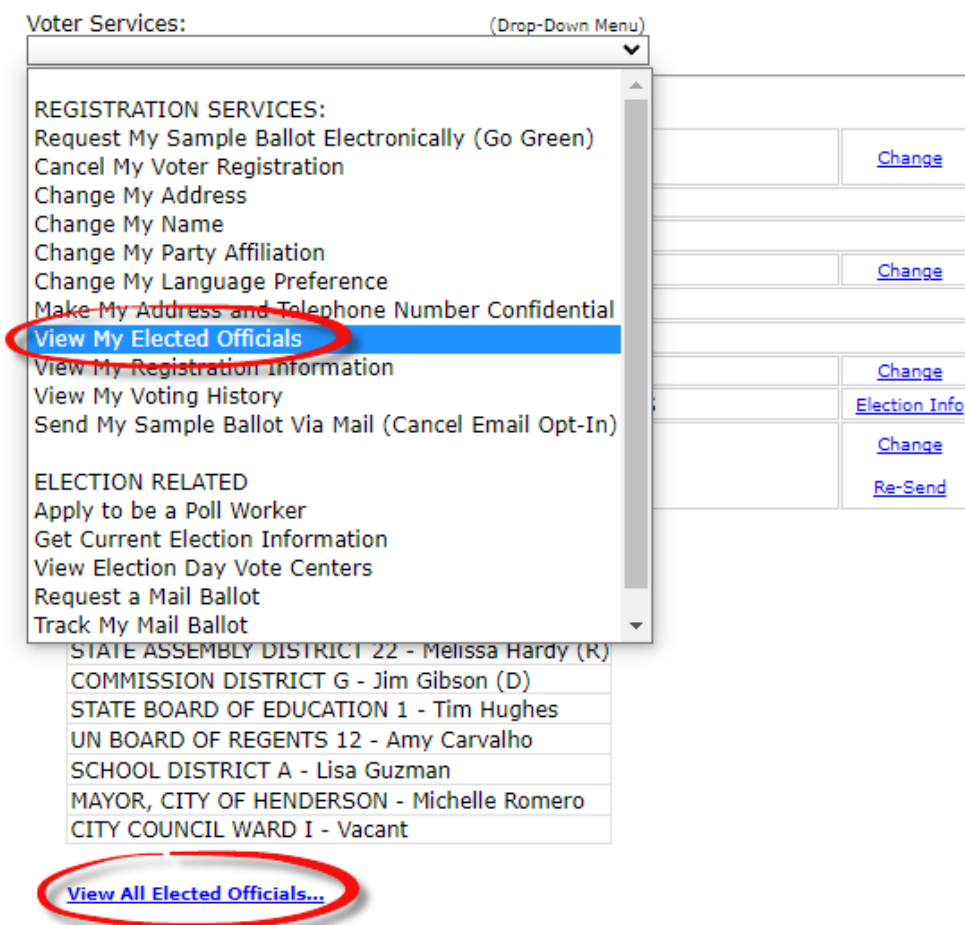 Voter Services:
(Drop-Down Menu)
REGISTRATION SERVICES:
Request My Sample Ballot Electronically (Go Green)
Cancel My Voter Registration
Change My Address
Change My Name
Change My Party Affiliation
Change My Language Preference
Make My Address and Telephone Number Confidential
View My Elected Officials
View My Registration Information
View My Voting History
Send My Sample Ballot Via Mail (Cancel Email Opt-In)
ELECTION RELATED
Apply to be a Poll Worker
Get Current Election Information
View Election Day Vote Centers
Request a Mail Ballot
Track My Mail Ballot
Change
Change
Change
Election Info
Change
Re-Send
STATE ASSEMBLY DISTRICT 22 - Melissa Hardy (R)
COMMISSION DISTRICT G - Jim Gibson (D)
STATE BOARD OF EDUCATION 1 - Tim Hughes
UN BOARD OF REGENTS 12 - Amy Carvalho
SCHOOL DISTRICT A - Lisa Guzman
MAYOR, CITY OF HENDERSON - Michelle Romero
CITY COUNCIL WARD I - Vacant
View All Elected Officials...